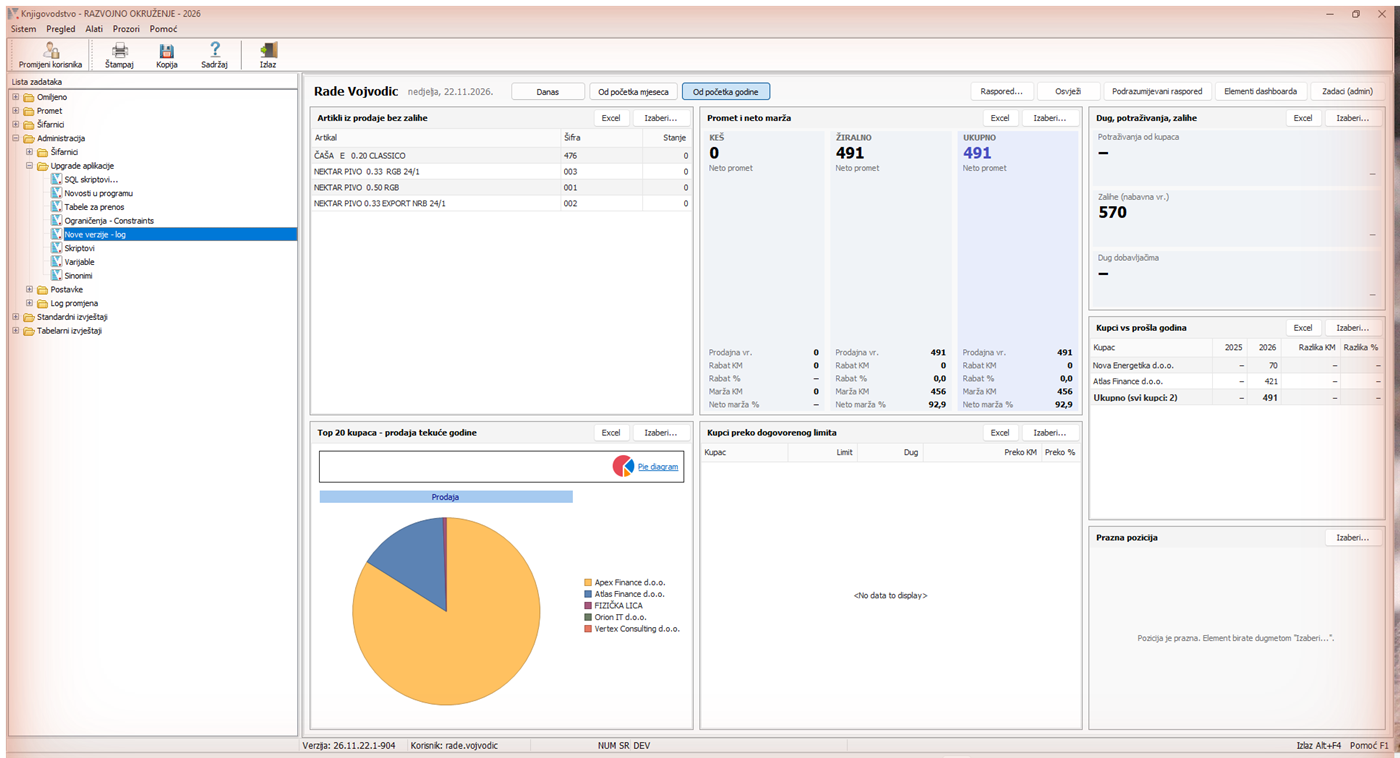 Knjigovodstvo - RAZVOJNO OKRUŽENJE - 2026
Sistem Pregled Alati Prozori Pomoć
Promijeni korisnika Štampaj Kopija Sadržaj Izlaz
Lista zadataka
Omiljeno
Promet
Šifarnici
Administracija
Šifarnici
Upgrade aplikacije
SQL skriptovi...
Novosti u programu
Tabele za prenos
Ograničenja - Constraints
Nove verzije - log
Skriptovi
Varijable
Sinonimi
Postavke
Log promjena
Standardni izvještaji
Tabelarni izvještaji
Rade Vojvodic nedjelja, 22.11.2026. Danas Od početka mjeseca Od početka godine Raspored... Osvježi Podrazumijevani raspored Elementi dashboarda Zadaci (admin)
Artikli iz prodaje bez zalihe Excel Izaberi...
Artikal Šifra Stanje
ČAŠA E 0.20 CLASSICO 476 0
NEKTAR PIVO 0.33 RGB 24/1 003 0
NEKTAR PIVO 0.50 RGB 001 0
NEKTAR PIVO 0.33 EXPORT NRB 24/1 002 0
Promet i neto marža Excel Izaberi...
KEŠ ŽIRALNO UKUPNO
0 491 491
Neto promet Neto promet Neto promet
Prodajna vr. 0 Prodajna vr. 491 Prodajna vr. 491
Rabat KM 0 Rabat KM 0 Rabat KM 0
Rabat % – Rabat % 0,0 Rabat % 0,0
Marža KM 0 Marža KM 456 Marža KM 456
Neto marža % – Neto marža % 92,9 Neto marža % 92,9
Dug, potraživanja, zalihe Excel Izaberi...
Potraživanja od kupaca
–
–
Zalihe (nabavna vr.)
570
–
Dug dobavljačima
–
–
Kupci vs prošla godina Excel Izaberi...
Kupac 2025 2026 Razlika KM Razlika %
Nova Energetika d.o.o. – 70 – –
Atlas Finance d.o.o. – 421 – –
Ukupno (svi kupci: 2) – 491 – –
Top 20 kupaca - prodaja tekuće godine Excel Izaberi...
Pie diagram
Prodaja
Apex Finance d.o.o.
Atlas Finance d.o.o.
FIZIČKA LICA
Orion IT d.o.o.
Vertex Consulting d.o.o.
Kupci preko dogovorenog limita Excel Izaberi...
Kupac Limit Dug Preko KM Preko %
<No data to display>
Prazna pozicija Izaberi...
Pozicija je prazna. Element birate dugmetom "Izaberi...".
Verzija: 26.11.22.1-904 Korisnik: rade.vojvodic NUM SR DEV Izlaz Alt+F4 Pomoć F1